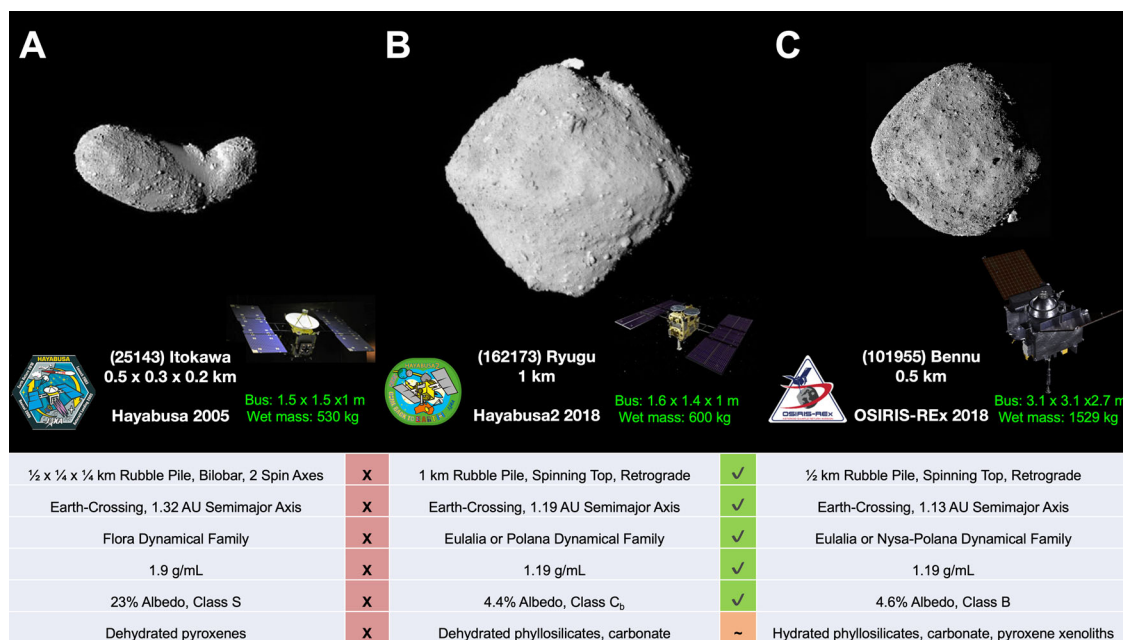 A
B
C
(25143) Itokawa
0.5 x 0.3 x 0.2 km
Hayabusa 2005
Bus: 1.5 x 1.5 x1 m
Wet mass: 530 kg
HAYABUSA
(162173) Ryugu
1 km
Hayabusa2 2018
Bus: 1.6 x 1.4 x 1 m
Wet mass: 600 kg
HAYABUSA2
(101955) Bennu
0.5 km
OSIRIS-REx 2018
Bus: 3.1 x 3.1 x2.7 m
Wet mass: 1529 kg
OSIRIS-REx
½ x ¼ x ¼ km Rubble Pile, Bilobar, 2 Spin Axes X 1 km Rubble Pile, Spinning Top, Retrograde ✓ ½ km Rubble Pile, Spinning Top, Retrograde
Earth-Crossing, 1.32 AU Semimajor Axis X Earth-Crossing, 1.19 AU Semimajor Axis ✓ Earth-Crossing, 1.13 AU Semimajor Axis
Flora Dynamical Family X Eulalia or Polana Dynamical Family ✓ Eulalia or Nysa-Polana Dynamical Family
1.9 g/mL X 1.19 g/mL ✓ 1.19 g/mL
23% Albedo, Class S X 4.4% Albedo, Class Cb ✓ 4.6% Albedo, Class B
Dehydrated pyroxenes X Dehydrated phyllosilicates, carbonate ~ Hydrated phyllosilicates, carbonate, pyroxene xenoliths